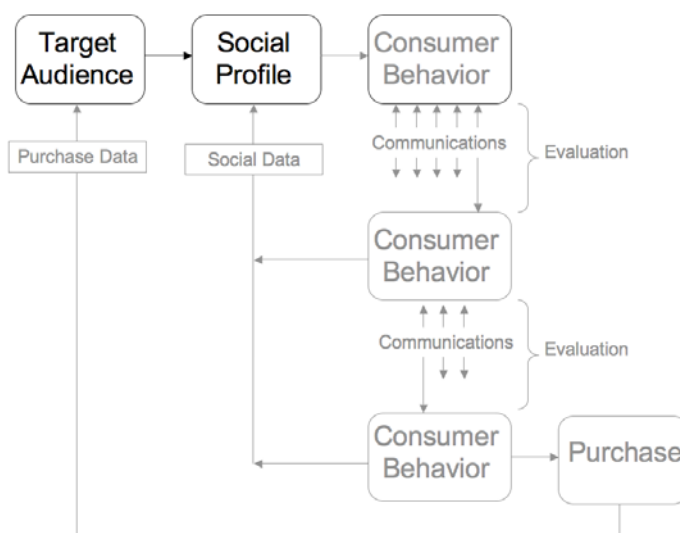 Target
Audience
Social
Profile
Consumer
Behavior
Communications
Evaluation
Purchase Data
Social Data
Consumer
Behavior
Communications
Evaluation
Consumer
Behavior
Purchase